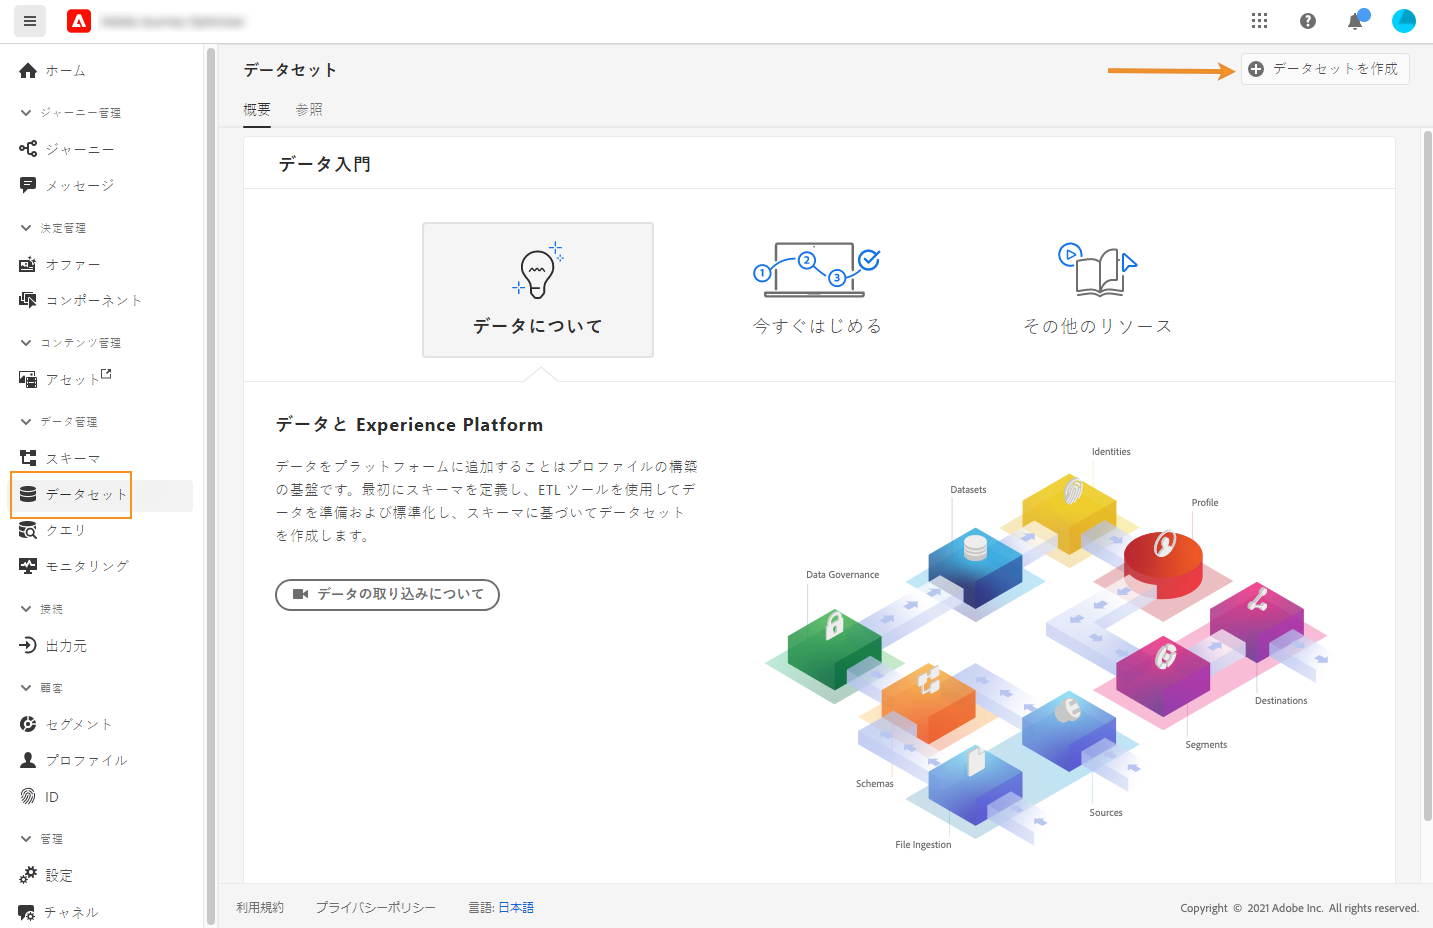 ホーム
ジャーニー管理
ジャーニー
メッセージ
決定管理
オファー
コンポーネント
コンテンツ管理
アセット
データ管理
スキーマ
データセット
クエリ
モニタリング
接続
出力元
顧客
セグメント
プロファイル
ID
管理
設定
チャネル
データセット
データセットを作成
概要
参照
データ入門
データについて
1
2
3
今すぐはじめる
その他のリソース
データと Experience Platform
データをプラットフォームに追加することはプロファイルの構築
の基盤です。最初にスキーマを定義し、ETL ツールを使用してデ
ータを準備および標準化し、スキーマに基づいてデータセット
を作成します。
データの取り込みについて
Identities
Datasets
Profile
Data Governance
Destinations
Segments
Schemas
Sources
File Ingestion
利用規約
プライバシーポリシー
言語: 日本語
Copyright © 2021 Adobe Inc. All rights reserved.